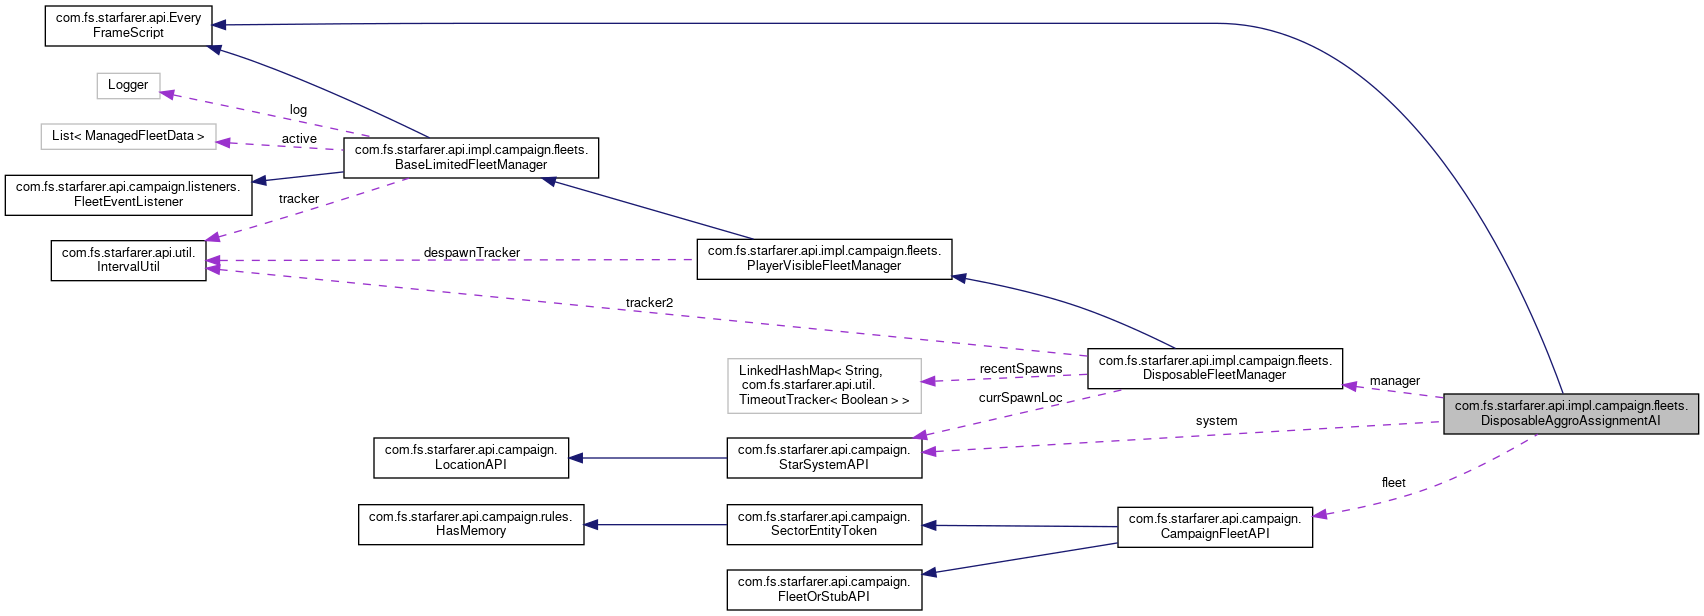 com.fs.starfarer.api.Every
FrameScript
Logger
log
List< ManagedFleetData >
active
com.fs.starfarer.api.impl.campaign.fleets.
BaseLimitedFleetManager
com.fs.starfarer.api.campaign.listeners.
FleetEventListener
tracker
com.fs.starfarer.api.util.
IntervalUtil
despawnTracker
com.fs.starfarer.api.impl.campaign.fleets.
PlayerVisibleFleetManager
tracker2
LinkedHashMap< String,
com.fs.starfarer.api.util.
TimeoutTracker< Boolean > >
recentSpawns
currSpawnLoc
com.fs.starfarer.api.impl.campaign.fleets.
DisposableFleetManager
manager
com.fs.starfarer.api.impl.campaign.fleets.
DisposableAggroAssignmentAI
system
com.fs.starfarer.api.campaign.
LocationAPI
com.fs.starfarer.api.campaign.
StarSystemAPI
fleet
com.fs.starfarer.api.campaign.rules.
HasMemory
com.fs.starfarer.api.campaign.
SectorEntityToken
com.fs.starfarer.api.campaign.
CampaignFleetAPI
com.fs.starfarer.api.campaign.
FleetOrStubAPI